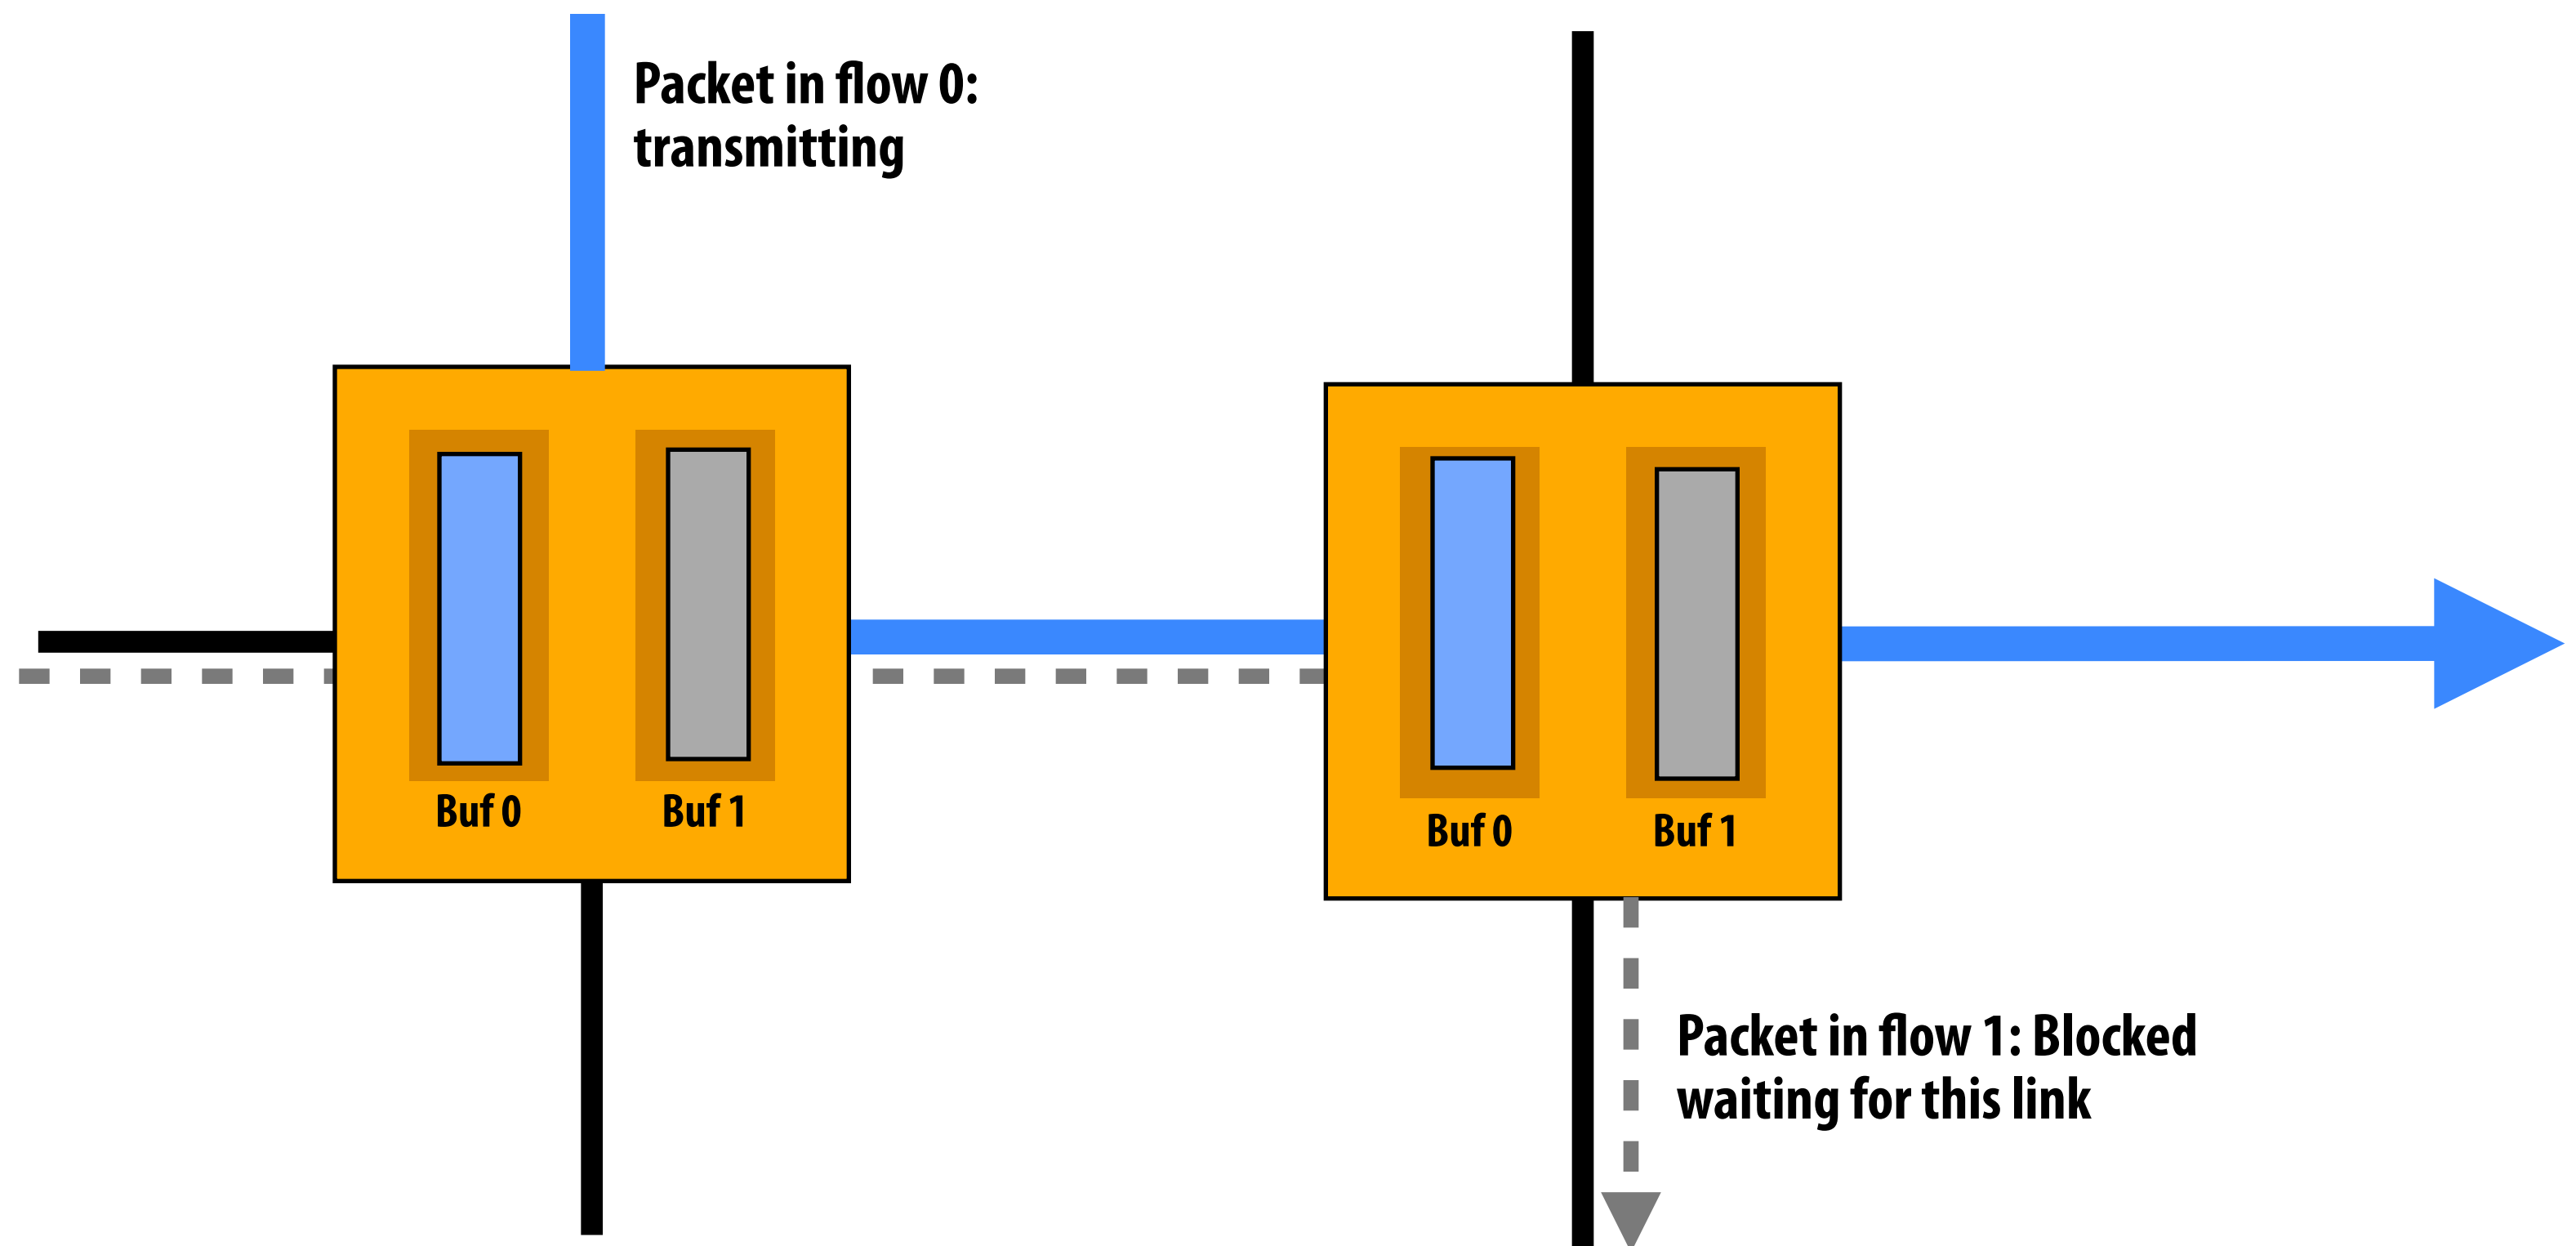 Packet in flow 0:
transmitting
Buf 0
Buf 1
Buf 0
Buf 1
Packet in flow 1: Blocked
waiting for this link